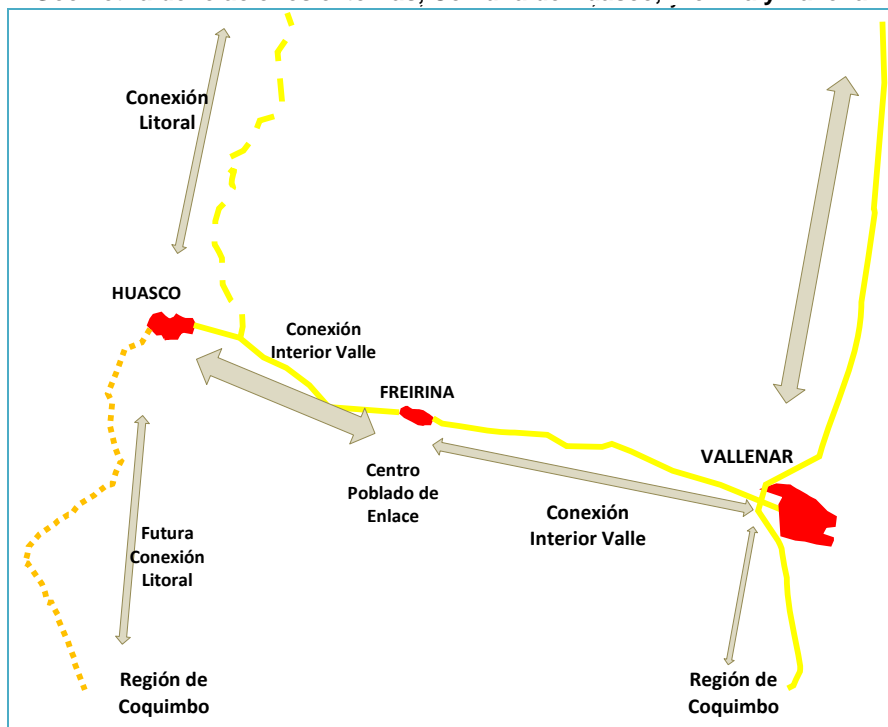 Conexión
Litoral
HUASCO
Conexión
Interior Valle
FREIRINA
VALLENAR
Centro
Poblado de
Enlace
Conexión
Interior Valle
Futura
Conexión
Litoral
Región de
Coquimbo
Región de
Coquimbo